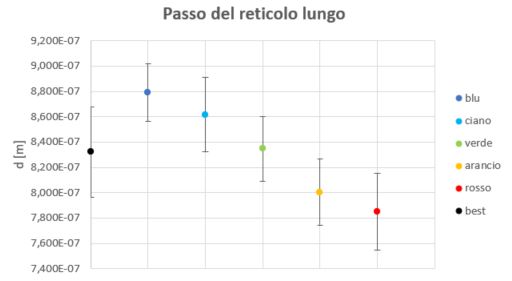 Passo del reticolo lungo
9,200E-07
9,000E-07
8,800E-07
8,600E-07
8,400E-07
8,200E-07
8,000E-07
7,800E-07
7,600E-07
7,400E-07
d [m]
blu
ciano
verde
arancio
rosso
best